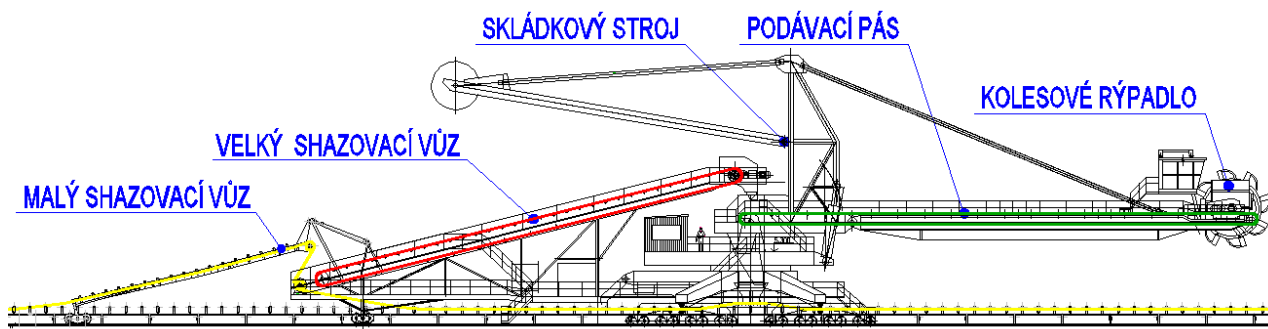 SKLÁDKOVÝ STROJ
PODÁVACÍ PÁS
KOLESOVÉ RÝPADLO
VELKÝ SHAZOVACÍ VŮZ
MALÝ SHAZOVACÍ VŮZ